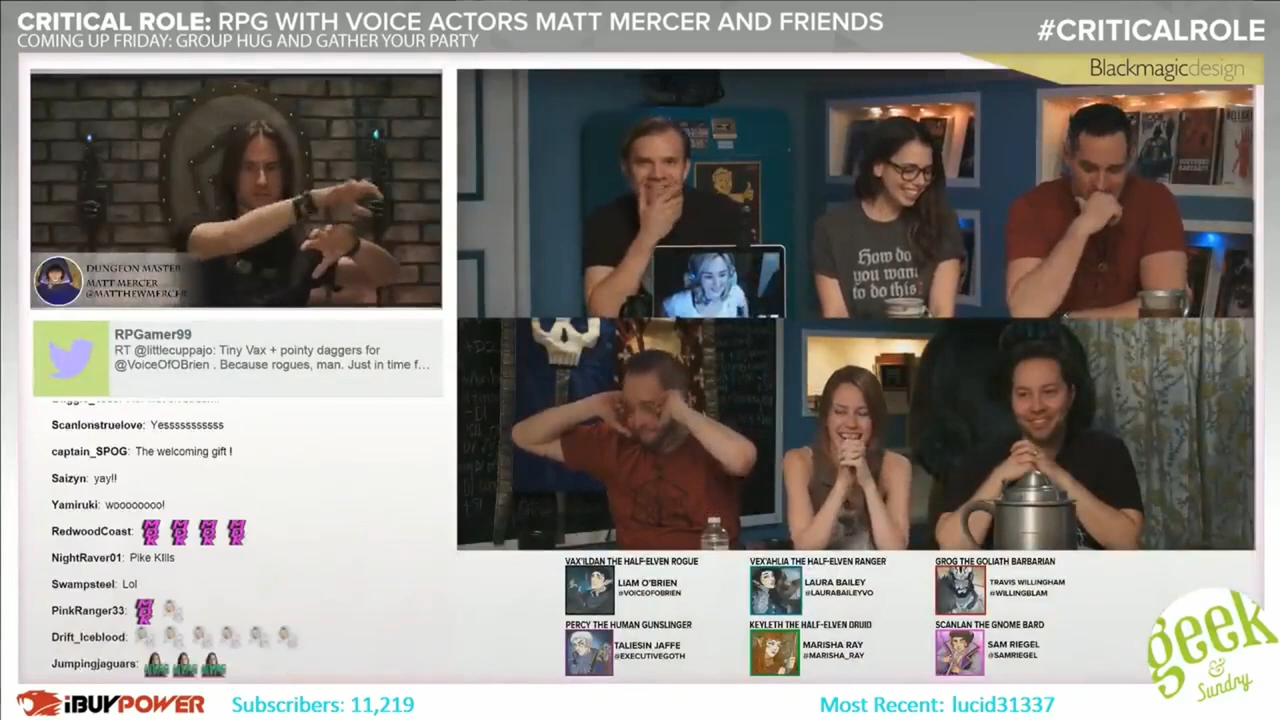 CRITICAL ROLE: RPG WITH VOICE ACTORS MATT MERCER AND FRIENDS
COMING UP FRIDAY: GROUP HUG AND GATHER YOUR PARTY
#CRITICALROLE
Blackmagicdesign
DUNGEON MASTER
MATT MERCER
@MATTHEWMERCER
How do
you want
to do this?
RPGamer99
RT @littlecuppajo: Tiny Vax + pointy daggers for
@VoiceOfOBrien . Because rogues, man. Just in time f...
Scanlonstruelove: Yesssssssssss
captain_SPOG: The welcoming gift !
Saizyn: yay!!
Yamiruki: woooooooo!
RedwoodCoast:
NightRaver01: Pike KIlls
Swampsteel: Lol
PinkRanger33:
Drift_Iceblood:
Jumpingjaguars:
VAX'ILDAN THE HALF-ELVEN ROGUE
LIAM O'BRIEN
@VOICEOFOBRIEN
VEX'AHLIA THE HALF-ELVEN RANGER
LAURA BAILEY
@LAURABAILEYVO
GROG THE GOLIATH BARBARIAN
TRAVIS WILLINGHAM
@WILLINGBLAM
PERCY THE HUMAN GUNSLINGER
TALIESIN JAFFE
@EXECUTIVEGOTH
KEYLETH THE HALF-ELVEN DRUID
MARISHA RAY
@MARISHA_RAY
SCANLAN THE GNOME BARD
SAM RIEGEL
@SAMRIEGEL
geek
&
Sundry
iBUYPOWER
Subscribers: 11,219
Most Recent: lucid31337